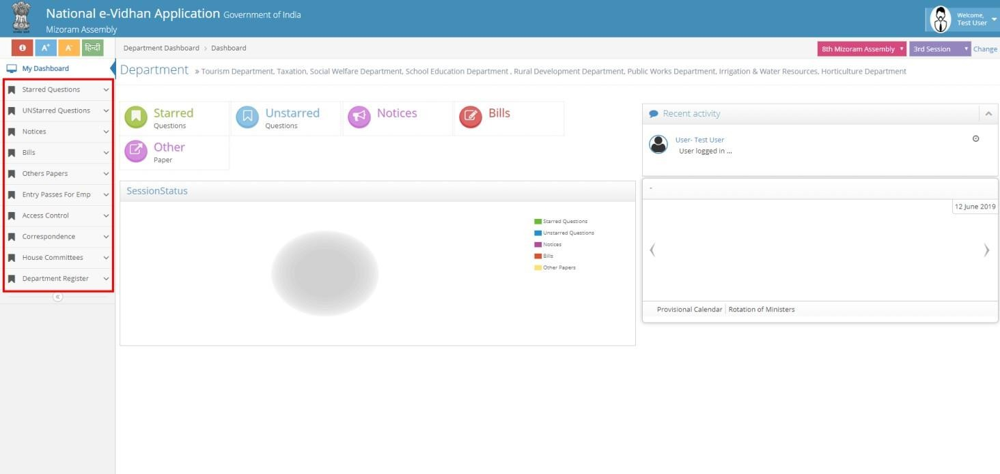 National e-Vidhan Application Government of India
Mizoram Assembly
Welcome,
Test User
A+ A- हिन्दी
Department Dashboard > Dashboard
8th Mizoram Assembly 3rd Session Change
My Dashboard
Department » Tourism Department, Taxation, Social Welfare Department, School Education Department , Rural Development Department, Public Works Department, Irrigation & Water Resources, Horticulture Department
Starred Questions
UNStarred Questions
Notices
Bills
Others Papers
Entry Passes For Emp
Access Control
Correspondence
House Committees
Department Register
Starred
Questions
Unstarred
Questions
Notices
Bills
Other
Paper
SessionStatus
Starred Questions
Unstarred Questions
Notices
Bills
Other Papers
Recent activity
User- Test User
User logged in ...
-
12 June 2019
Provisional Calendar Rotation of Ministers